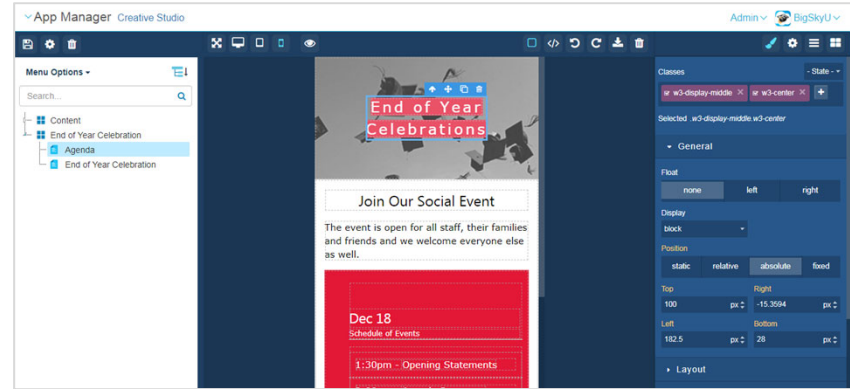 App Manager Creative Studio
Admin
BigSkyU
Menu Options
Search...
Content
End of Year Celebration
Agenda
End of Year Celebration
End of Year
Celebrations
Join Our Social Event
The event is open for all staff, their families
and friends and we welcome everyone else
as well.
Dec 18
Schedule of Events
1:30pm - Opening Statements
Classes
- State -
w3-display-middle
w3-center
Selected .w3-display-middle.w3-center
General
Float
none left right
Display
block
Position
static relative absolute fixed
Top Right
100 px -15.3594 px
Left Bottom
182.5 px 28 px
Layout